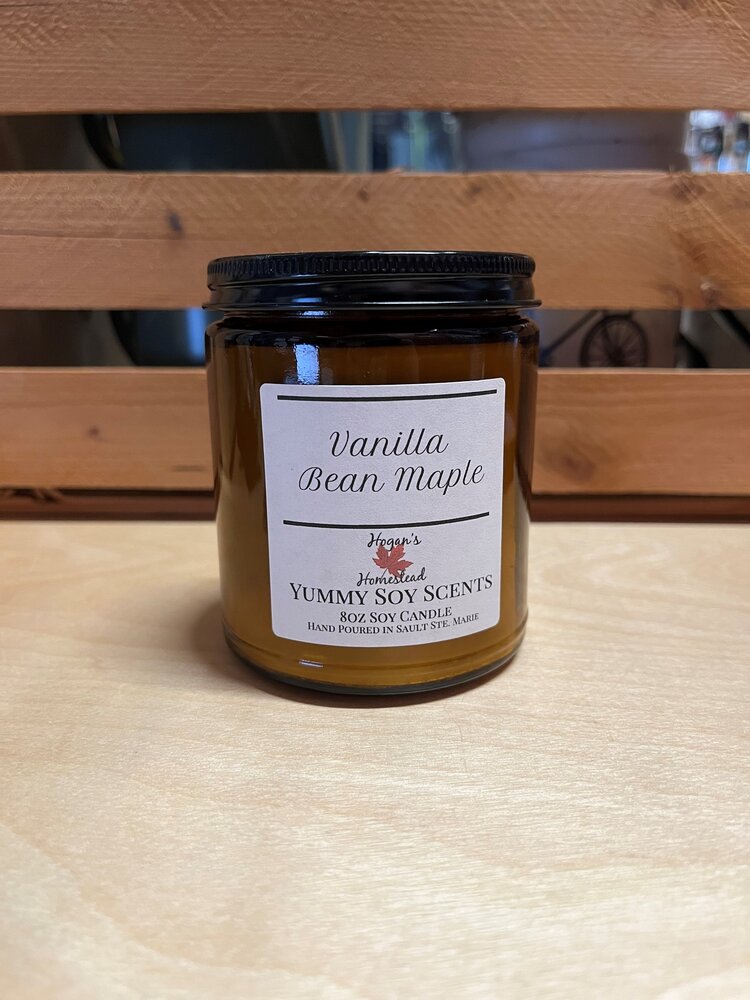 Vanilla
Bean Maple
Hogan's
Homestead
Yummy Soy Scents
8oz Soy Candle
Hand Poured in Sault Ste. Marie